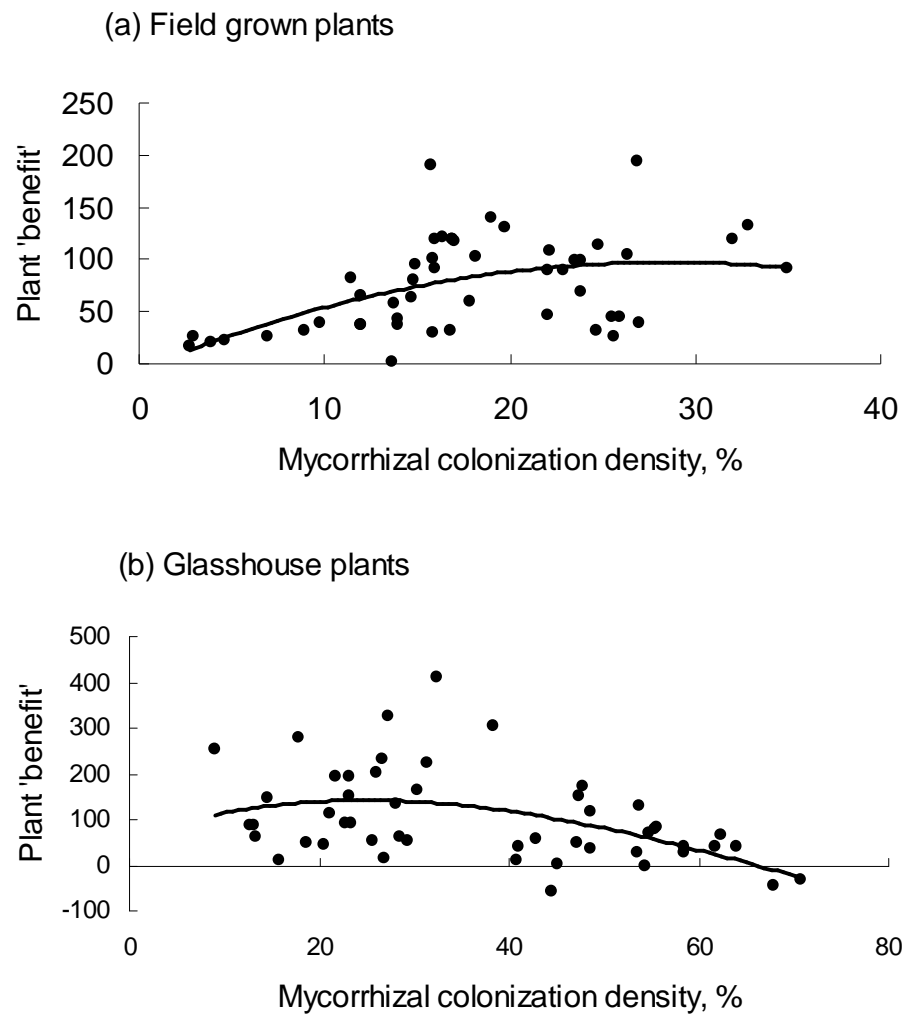 (a) Field grown plants
250
200
150
100
50
0
Plant 'benefit'
0 10 20 30 40
Mycorrhizal colonization density, %
(b) Glasshouse plants
500
400
300
200
100
0
-100
Plant 'benefit'
0 20 40 60 80
Mycorrhizal colonization density, %